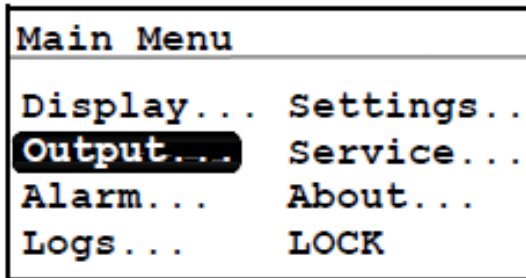 Main Menu
Display... Settings..
Output... Service...
Alarm... About...
Logs... LOCK